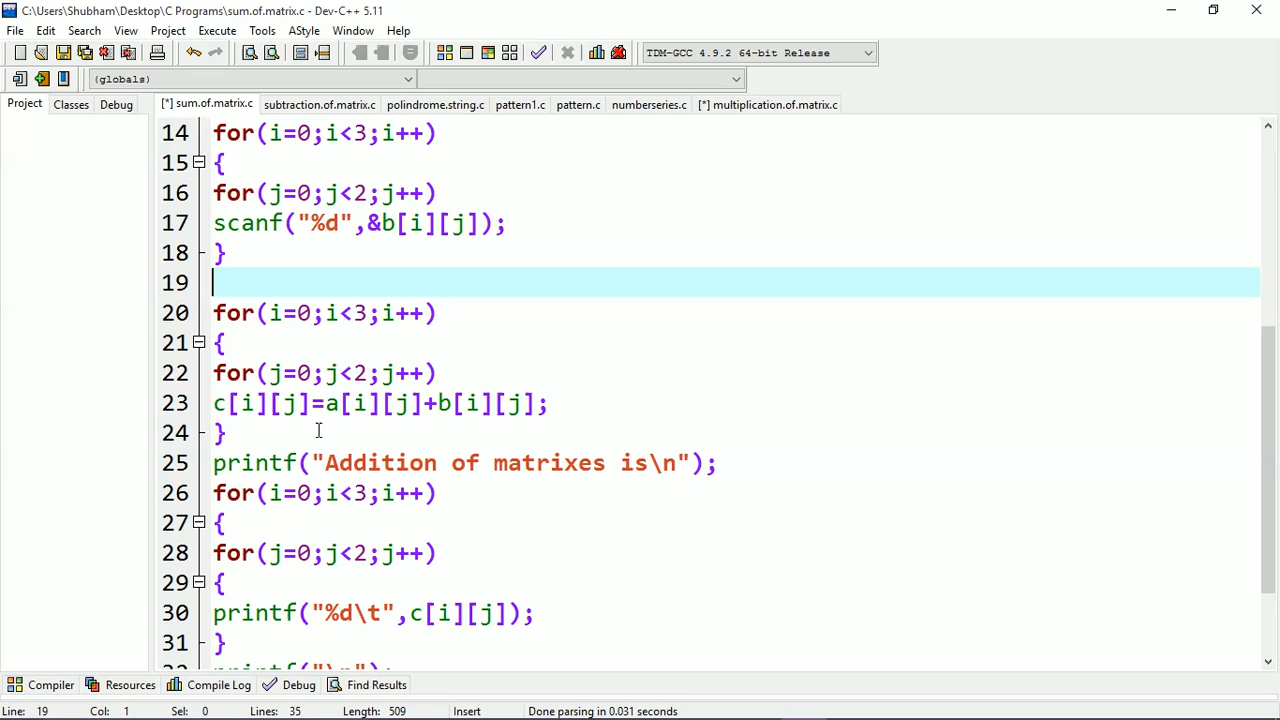 C:\Users\Shubham\Desktop\C Programs\sum.of.matrix.c - Dev-C++ 5.11
File Edit Search View Project Execute Tools AStyle Window Help
TDM-GCC 4.9.2 64-bit Release
(globals)
Project Classes Debug [*] sum.of.matrix.c subtraction.of.matrix.c polindrome.string.c pattern1.c pattern.c numberseries.c [*] multiplication.of.matrix.c
14 for(i=0;i<3;i++)
15 {
16 for(j=0;j<2;j++)
17 scanf("%d",&b[i][j]);
18 }
19
20 for(i=0;i<3;i++)
21 {
22 for(j=0;j<2;j++)
23 c[i][j]=a[i][j]+b[i][j];
24 }
25 printf("Addition of matrixes is\n");
26 for(i=0;i<3;i++)
27 {
28 for(j=0;j<2;j++)
29 {
30 printf("%d\t",c[i][j]);
31 }
32 printf("\n");
Compiler Resources Compile Log Debug Find Results
Line: 19 Col: 1 Sel: 0 Lines: 35 Length: 509 Insert Done parsing in 0.031 seconds